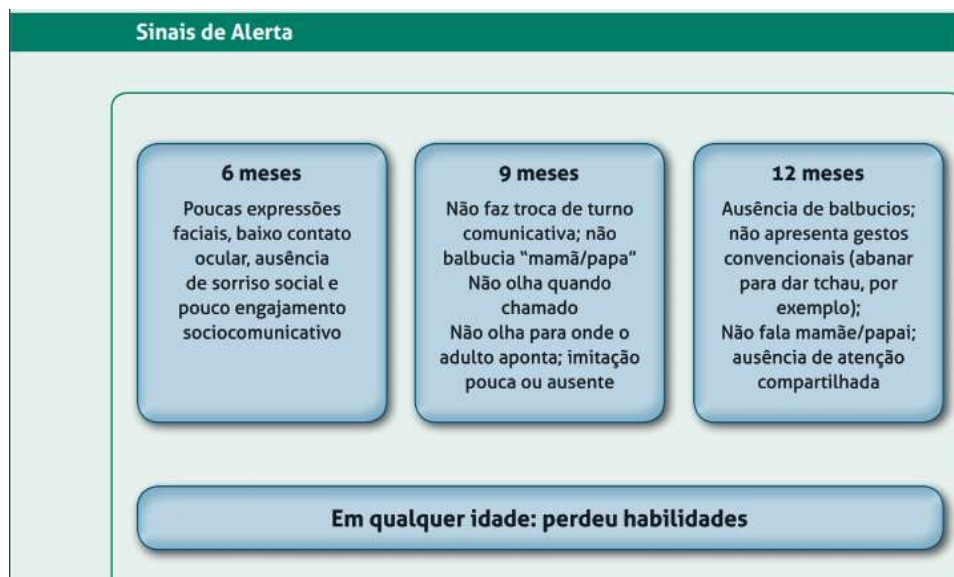 Sinais de Alerta
6 meses
Poucas expressões
faciais, baixo contato
ocular, ausência
de sorriso social e
pouco engajamento
sociocomunicativo
9 meses
Não faz troca de turno
comunicativa; não
balbucia “mamã/papa”
Não olha quando
chamado
Não olha para onde o
adulto aponta; imitação
pouca ou ausente
12 meses
Ausência de balbucios;
não apresenta gestos
convencionais (abanar
para dar tchau, por
exemplo);
Não fala mamãe/papai;
ausência de atenção
compartilhada
Em qualquer idade: perdeu habilidades